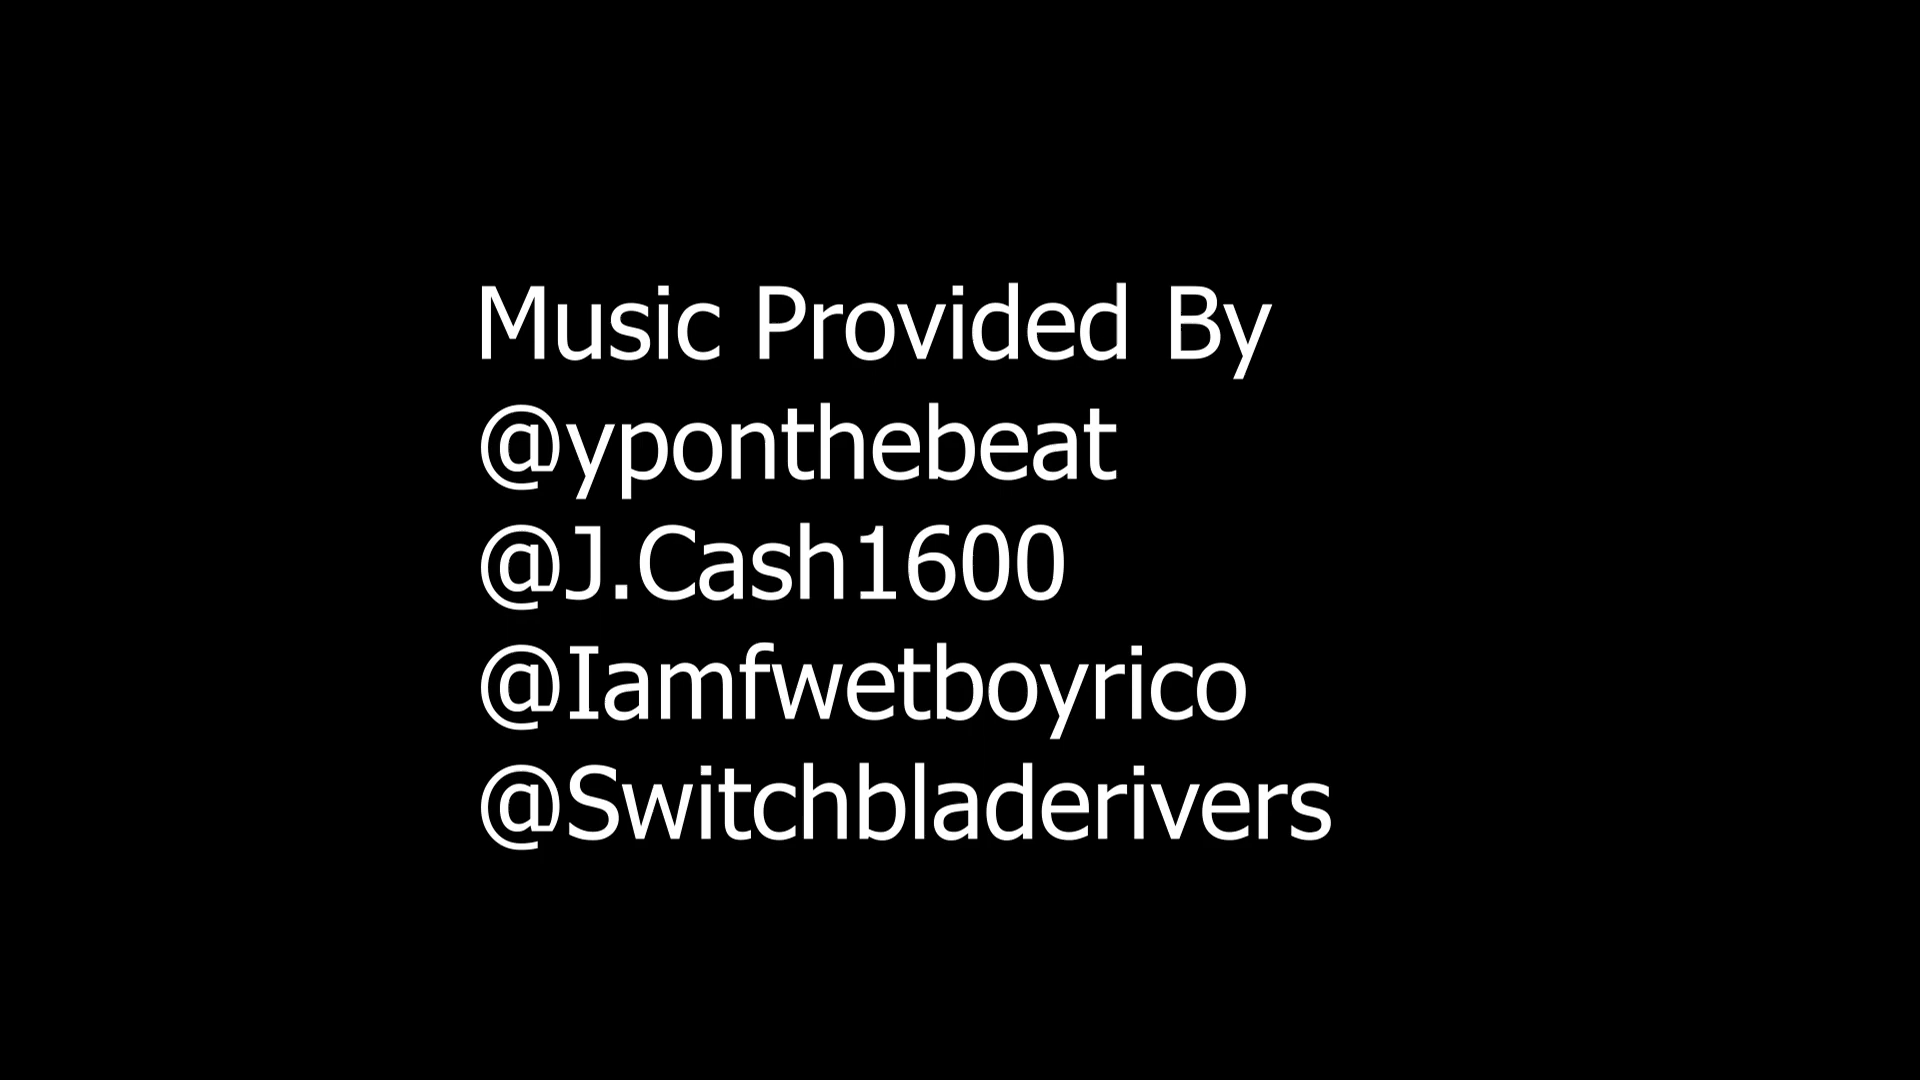 Music Provided By
@yponthebeat
@J.Cash1600
@Iamfwetboyrico
@Switchbladerivers